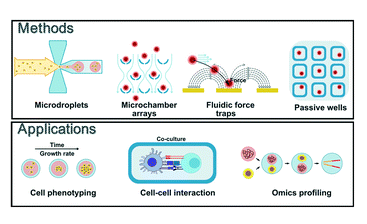 Methods
Force
Microdroplets
Microchamber
arrays
Fluidic force
traps
Passive wells
Applications
Time
Growth rate
Co-culture
Cell phenotyping
Cell-cell interaction
Omics profiling